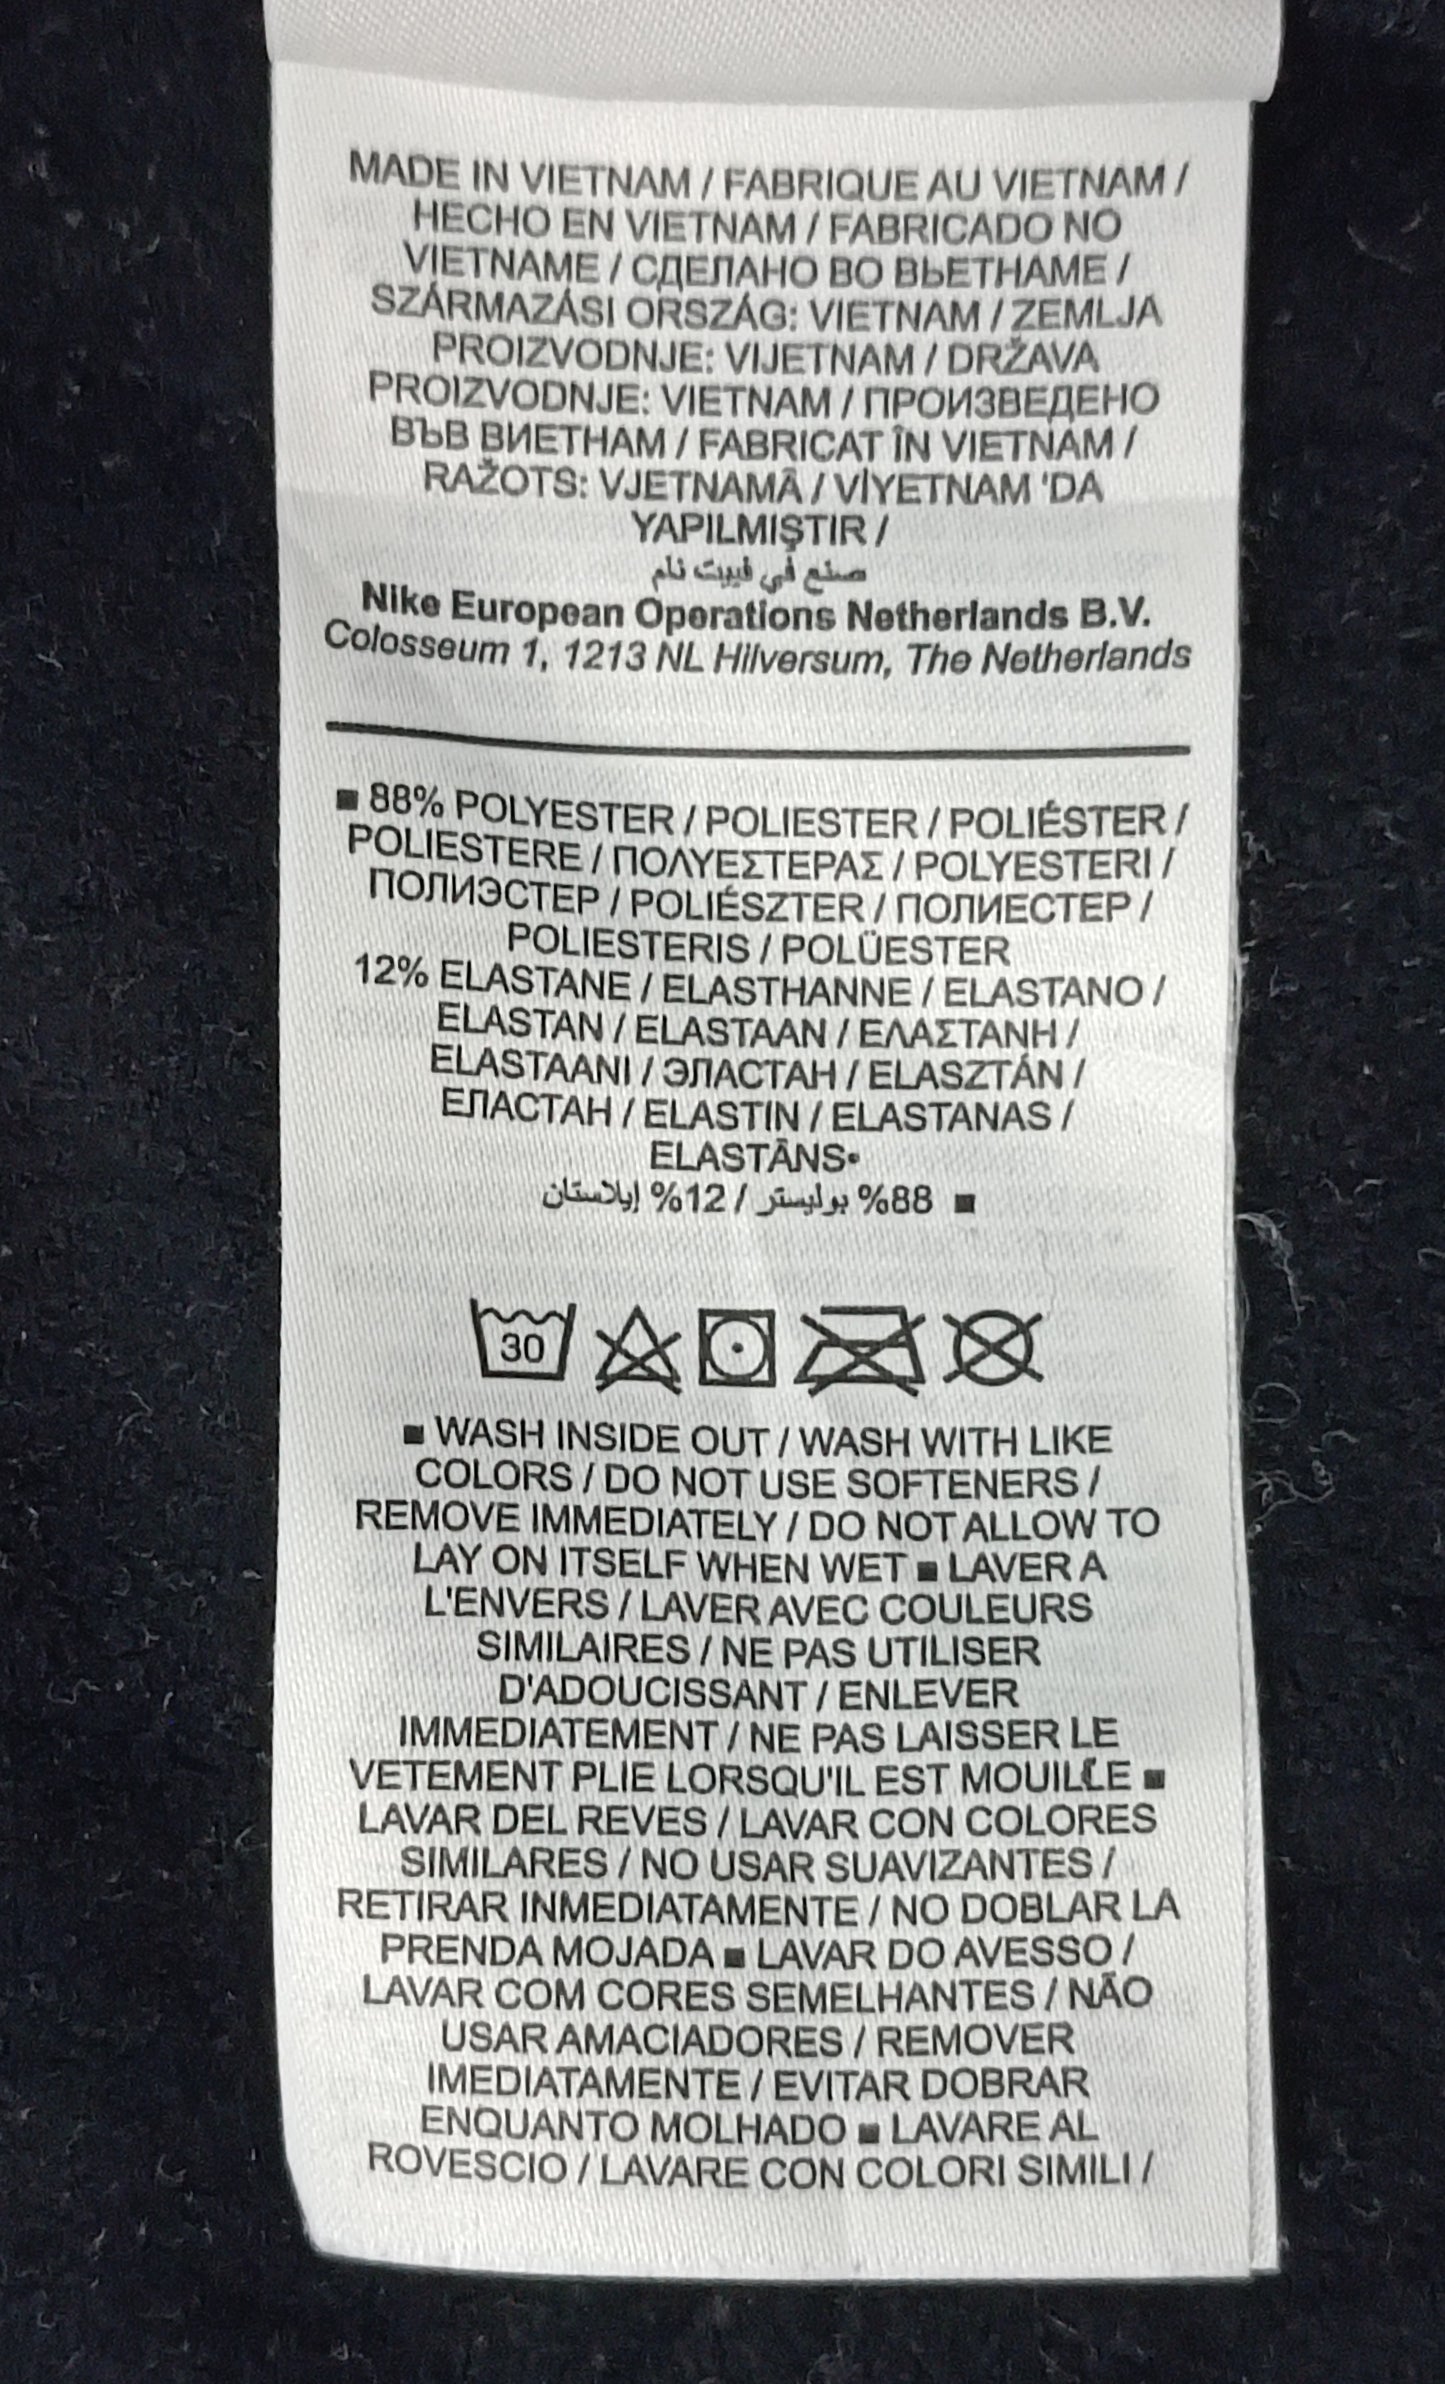 MADE IN VIETNAM / FABRIQUE AU VIETNAM /
HECHO EN VIETNAM / FABRICADO NO
VIETNAME / СДЕЛАНО ВО ВЬЕТНАМЕ /
SZÁRMAZÁSI ORSZÁG: VIETNAM / ZEMLJA
PROIZVODNJE: VIJETNAM / DRŽAVA
PROIZVODNJE: VIETNAM / ПРОИЗВЕДЕНО
ВЪВ ВИЕТНАМ / FABRICAT ÎN VIETNAM /
RAŽOTS: VJETNAMĀ / VİYETNAM 'DA
YAPILMIŞTIR /
صنع في فييت نام
Nike European Operations Netherlands B.V.
Colosseum 1, 1213 NL Hilversum, The Netherlands
■ 88% POLYESTER / POLIESTER / POLIÉSTER /
POLIESTERE / ΠΟΛΥΕΣΤΕΡΑΣ / POLYESTERI /
ПОЛИЭСТЕР / POLIÉSZTER / ПОЛИЕСТЕР /
POLIESTERIS / POLÜESTER
12% ELASTANE / ELASTHANNE / ELASTANO /
ELASTAN / ELASTAAN / ΕΛΑΣΤΑΝΗ /
ELASTAANI / ЭЛАСТАН / ELASZTÁN /
ЕЛАСТАН / ELASTIN / ELASTANAS /
ELASTĀNS•
■ 88% بوليستر / 12% إيلاستان
30
■ WASH INSIDE OUT / WASH WITH LIKE
COLORS / DO NOT USE SOFTENERS /
REMOVE IMMEDIATELY / DO NOT ALLOW TO
LAY ON ITSELF WHEN WET ■ LAVER A
L'ENVERS / LAVER AVEC COULEURS
SIMILAIRES / NE PAS UTILISER
D'ADOUCISSANT / ENLEVER
IMMEDIATEMENT / NE PAS LAISSER LE
VETEMENT PLIE LORSQU'IL EST MOUILLE ■
LAVAR DEL REVES / LAVAR CON COLORES
SIMILARES / NO USAR SUAVIZANTES /
RETIRAR INMEDIATAMENTE / NO DOBLAR LA
PRENDA MOJADA ■ LAVAR DO AVESSO /
LAVAR COM CORES SEMELHANTES / NÃO
USAR AMACIADORES / REMOVER
IMEDIATAMENTE / EVITAR DOBRAR
ENQUANTO MOLHADO ■ LAVARE AL
ROVESCIO / LAVARE CON COLORI SIMILI /